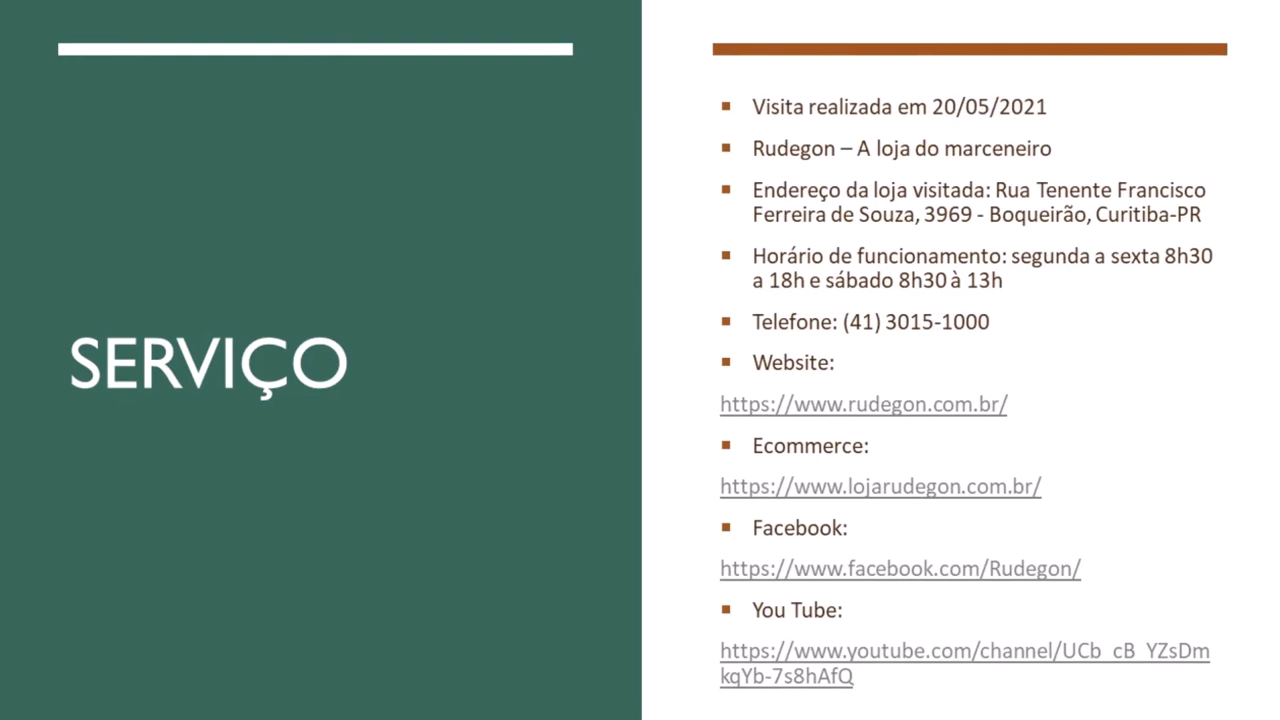 SERVIÇO
Visita realizada em 20/05/2021
Rudegon – A loja do marceneiro
Endereço da loja visitada: Rua Tenente Francisco
Ferreira de Souza, 3969 - Boqueirão, Curitiba-PR
Horário de funcionamento: segunda a sexta 8h30
a 18h e sábado 8h30 à 13h
Telefone: (41) 3015-1000
Website:
https://www.rudegon.com.br/
Ecommerce:
https://www.lojarudegon.com.br/
Facebook:
https://www.facebook.com/Rudegon/
You Tube:
https://www.youtube.com/channel/UCb_cB_YZsDm
kqYb-7s8hAfQ